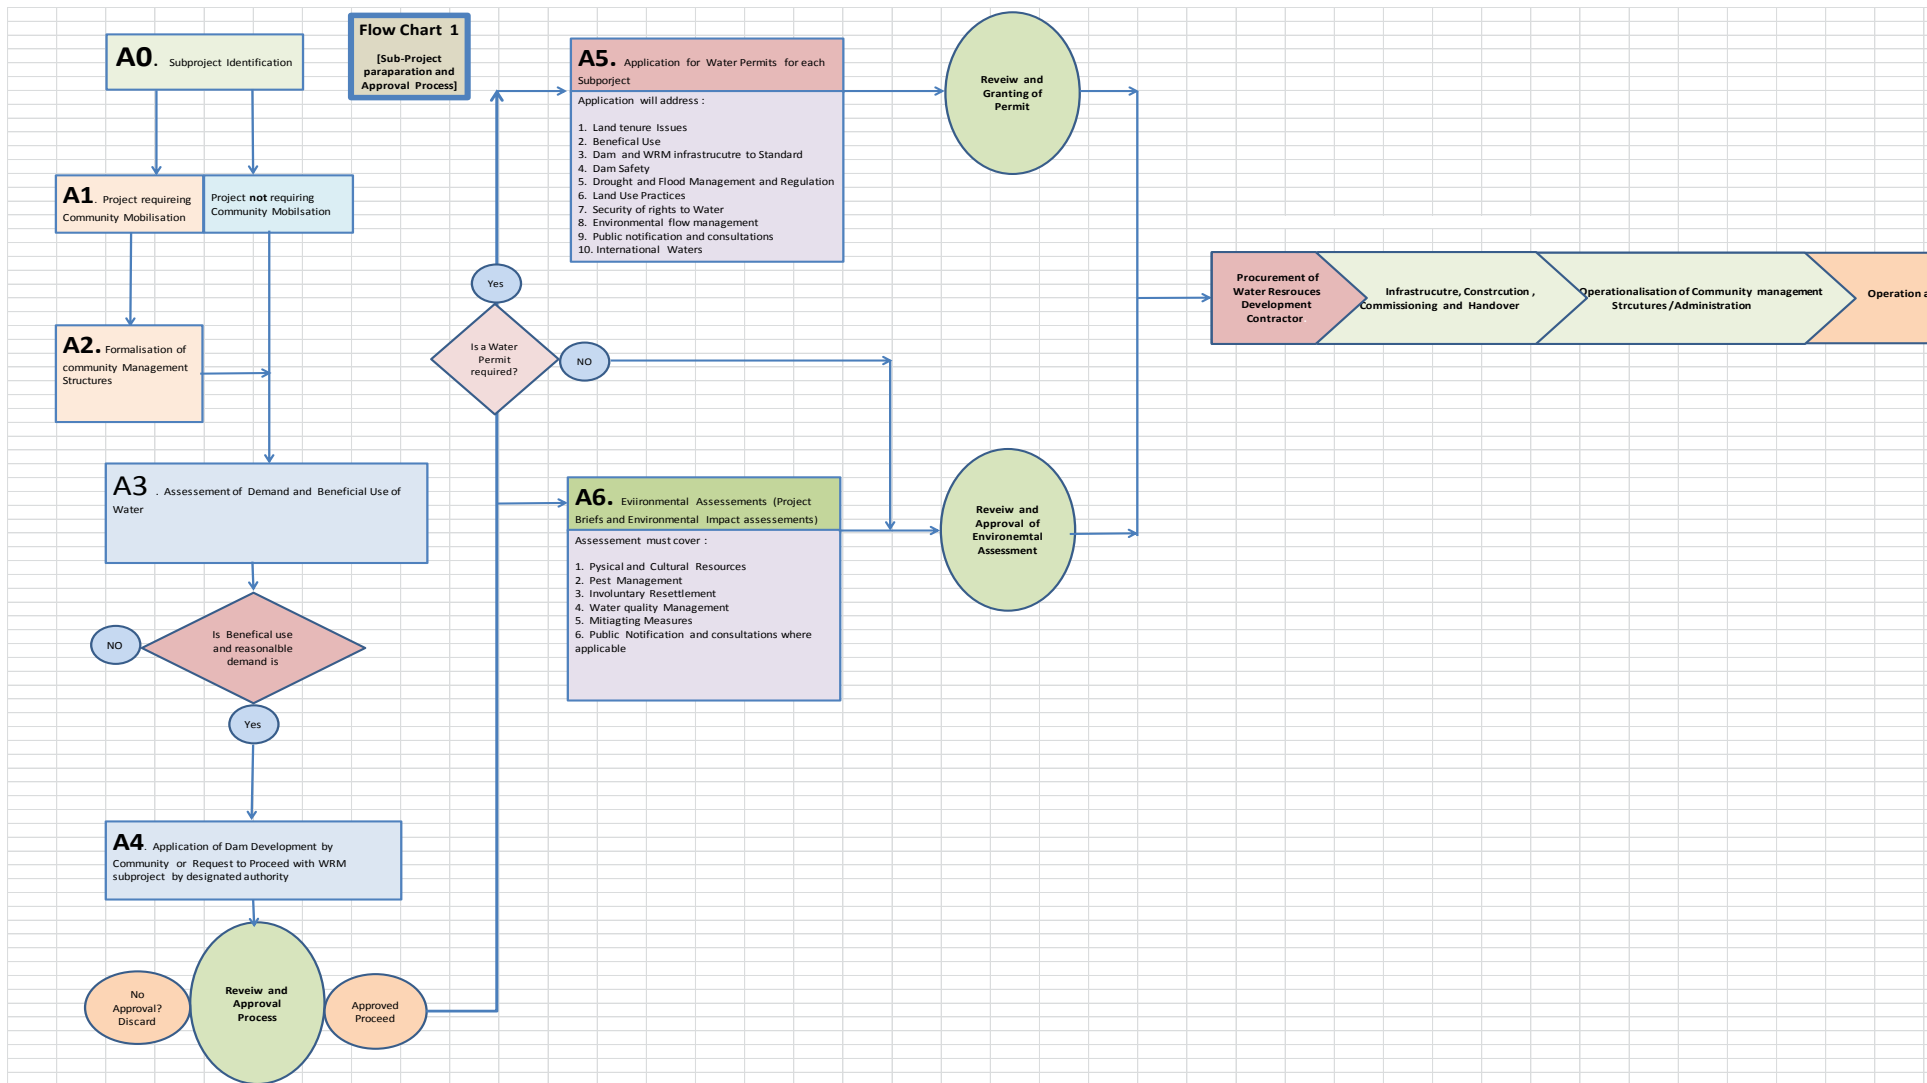 Flow Chart 1
[Sub-Project
paraparation and
Approval Process]
A0. Subproject Identification
A1. Project requireing
Community Mobilisation
Project not requiring
Community Mobilsation
A2. Formalisation of
community Management
Structures
A3 . Assessement of Demand and Beneficial Use of
Water
Is Benefical use
and reasonalble
demand is
NO
Yes
A4. Application of Dam Development by
Community or Request to Proceed with WRM
subproject by designated authority
No
Approval?
Discard
Reveiw and
Approval
Process
Approved
Proceed
Is a Water
Permit
required?
Yes
NO
A5. Application for Water Permits for each
Subporject
Application will address :
1. Land tenure Issues
2. Benefical Use
3. Dam and WRM infrastrucutre to Standard
4. Dam Safety
5. Drought and Flood Management and Regulation
6. Land Use Practices
7. Security of rights to Water
8. Environmental flow management
9. Public notification and consultations
10. International Waters
Reveiw and
Granting of
Permit
A6. Eviironmental Assessements (Project
Briefs and Environmental Impact assessments)
Assessement must cover :
1. Pysical and Cultural Resources
2. Pest Management
3. Involuntary Resettlement
4. Water quality Management
5. Mitiagting Measures
6. Public Notification and consultations where
applicable
Reveiw and
Approval of
Environemtal
Assessment
Procurement of
Water Resrouces
Development
Contractor
Infrastrucutre, Constrcution ,
Commissioning and Handover
Operationalisation of Community management
Strcutures /Administration
Operation a